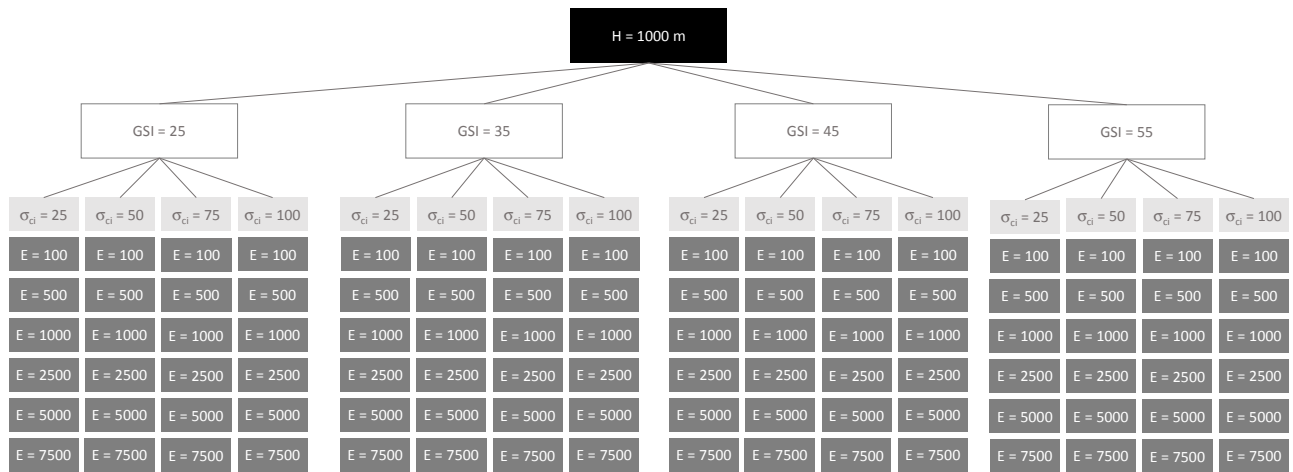 H = 1000 m
GSI = 25 GSI = 35 GSI = 45 GSI = 55
σci = 25 σci = 50 σci = 75 σci = 100 σci = 25 σci = 50 σci = 75 σci = 100 σci = 25 σci = 50 σci = 75 σci = 100 σci = 25 σci = 50 σci = 75 σci = 100
E = 100 E = 100 E = 100 E = 100 E = 100 E = 100 E = 100 E = 100 E = 100 E = 100 E = 100 E = 100 E = 100 E = 100 E = 100 E = 100
E = 500 E = 500 E = 500 E = 500 E = 500 E = 500 E = 500 E = 500 E = 500 E = 500 E = 500 E = 500 E = 500 E = 500 E = 500 E = 500
E = 1000 E = 1000 E = 1000 E = 1000 E = 1000 E = 1000 E = 1000 E = 1000 E = 1000 E = 1000 E = 1000 E = 1000 E = 1000 E = 1000 E = 1000 E = 1000
E = 2500 E = 2500 E = 2500 E = 2500 E = 2500 E = 2500 E = 2500 E = 2500 E = 2500 E = 2500 E = 2500 E = 2500 E = 2500 E = 2500 E = 2500 E = 2500
E = 5000 E = 5000 E = 5000 E = 5000 E = 5000 E = 5000 E = 5000 E = 5000 E = 5000 E = 5000 E = 5000 E = 5000 E = 5000 E = 5000 E = 5000 E = 5000
E = 7500 E = 7500 E = 7500 E = 7500 E = 7500 E = 7500 E = 7500 E = 7500 E = 7500 E = 7500 E = 7500 E = 7500 E = 7500 E = 7500 E = 7500 E = 7500